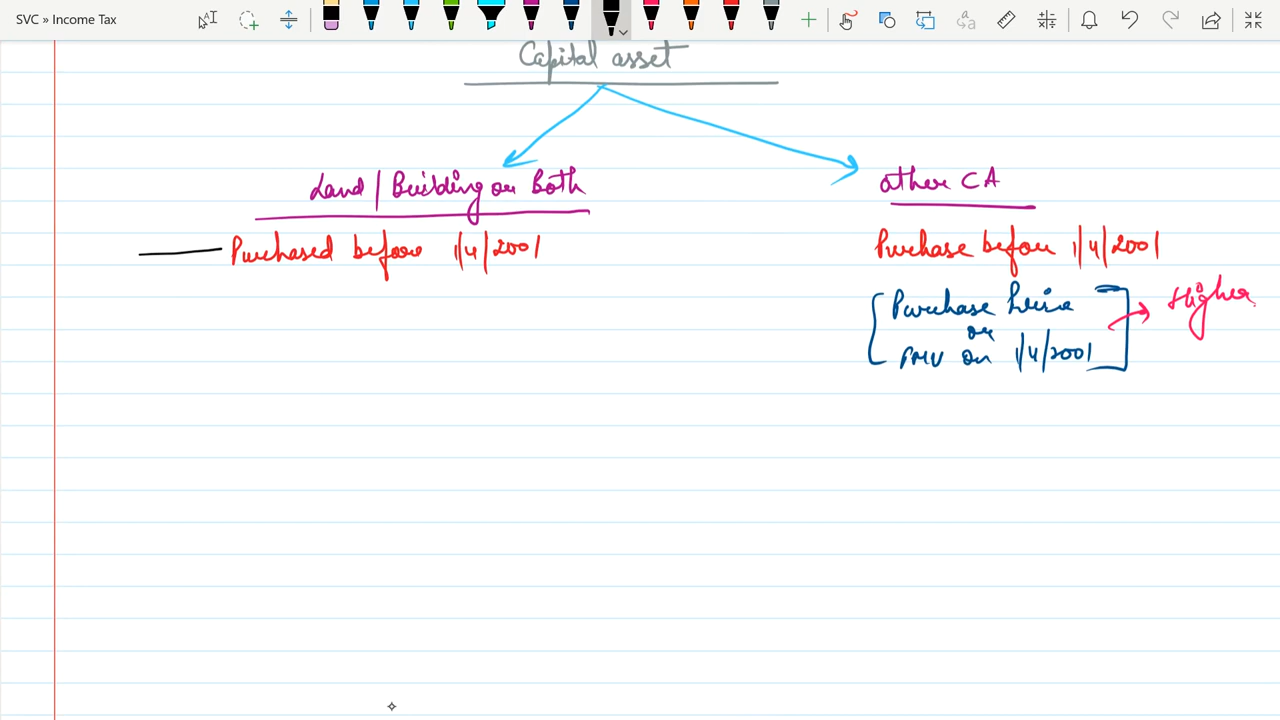 SVC » Income Tax
Capital asset
Land / Building or Both
Purchased before 1/4/2001
other CA
Purchase before 1/4/2001
Purchase Price
or
FMV on 1/4/2001
Higher